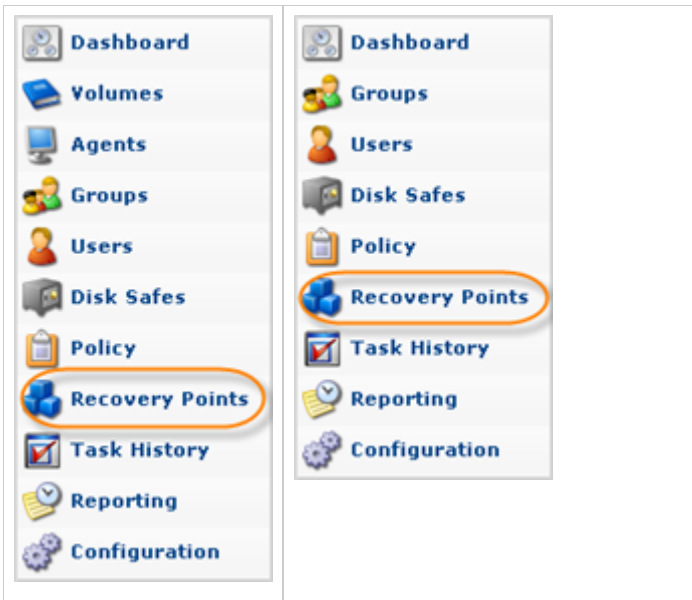 Dashboard
Volumes
Agents
Groups
Users
Disk Safes
Policy
Recovery Points
Task History
Reporting
Configuration
Dashboard
Groups
Users
Disk Safes
Policy
Recovery Points
Task History
Reporting
Configuration